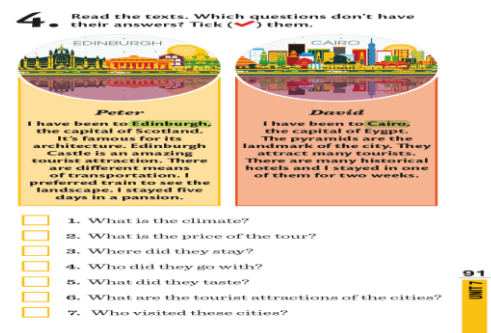 4. Read the texts. Which questions don't have
their answers? Tick (✓) them.
EDINBURGH
Peter
I have been to Edinburgh,
the capital of Scotland.
It's famous for its
architecture. Edinburgh
Castle is an amazing
tourist attraction. There
are different means
of transportation. I
preferred train to see the
landscape. I stayed five
days in a pansion.
CAIRO
David
I have been to Cairo,
the capital of Eygpt.
The pyramids are the
landmark of the city. They
attract many tourists.
There are many historical
hotels and I stayed in one
of them for two weeks.
1. What is the climate?
2. What is the price of the tour?
3. Where did they stay?
4. Who did they go with?
5. What did they taste?
6. What are the tourist attractions of the cities?
7. Who visited these cities?
91
UNIT 7